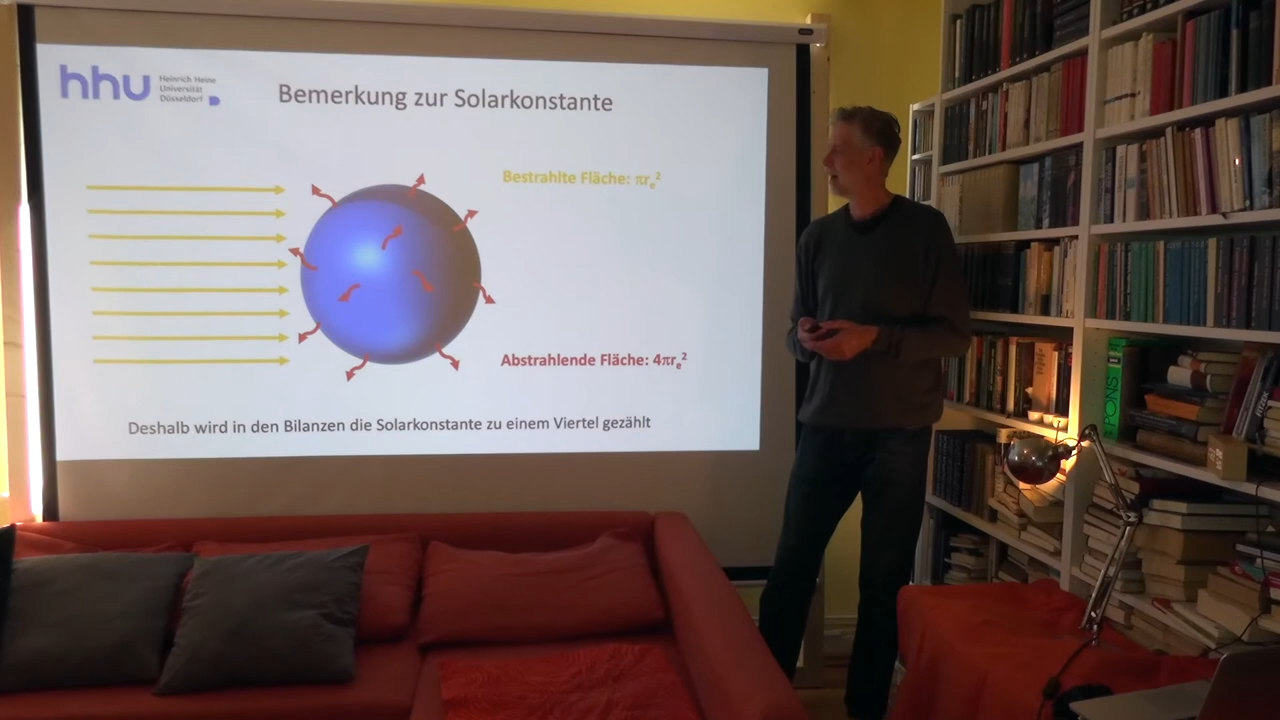 hhu
Heinrich Heine
Universität
Düsseldorf
Bemerkung zur Solarkonstante
Bestrahlte Fläche: πrₑ²
Abstrahlende Fläche: 4πrₑ²
Deshalb wird in den Bilanzen die Solarkonstante zu einem Viertel gezählt
PONS